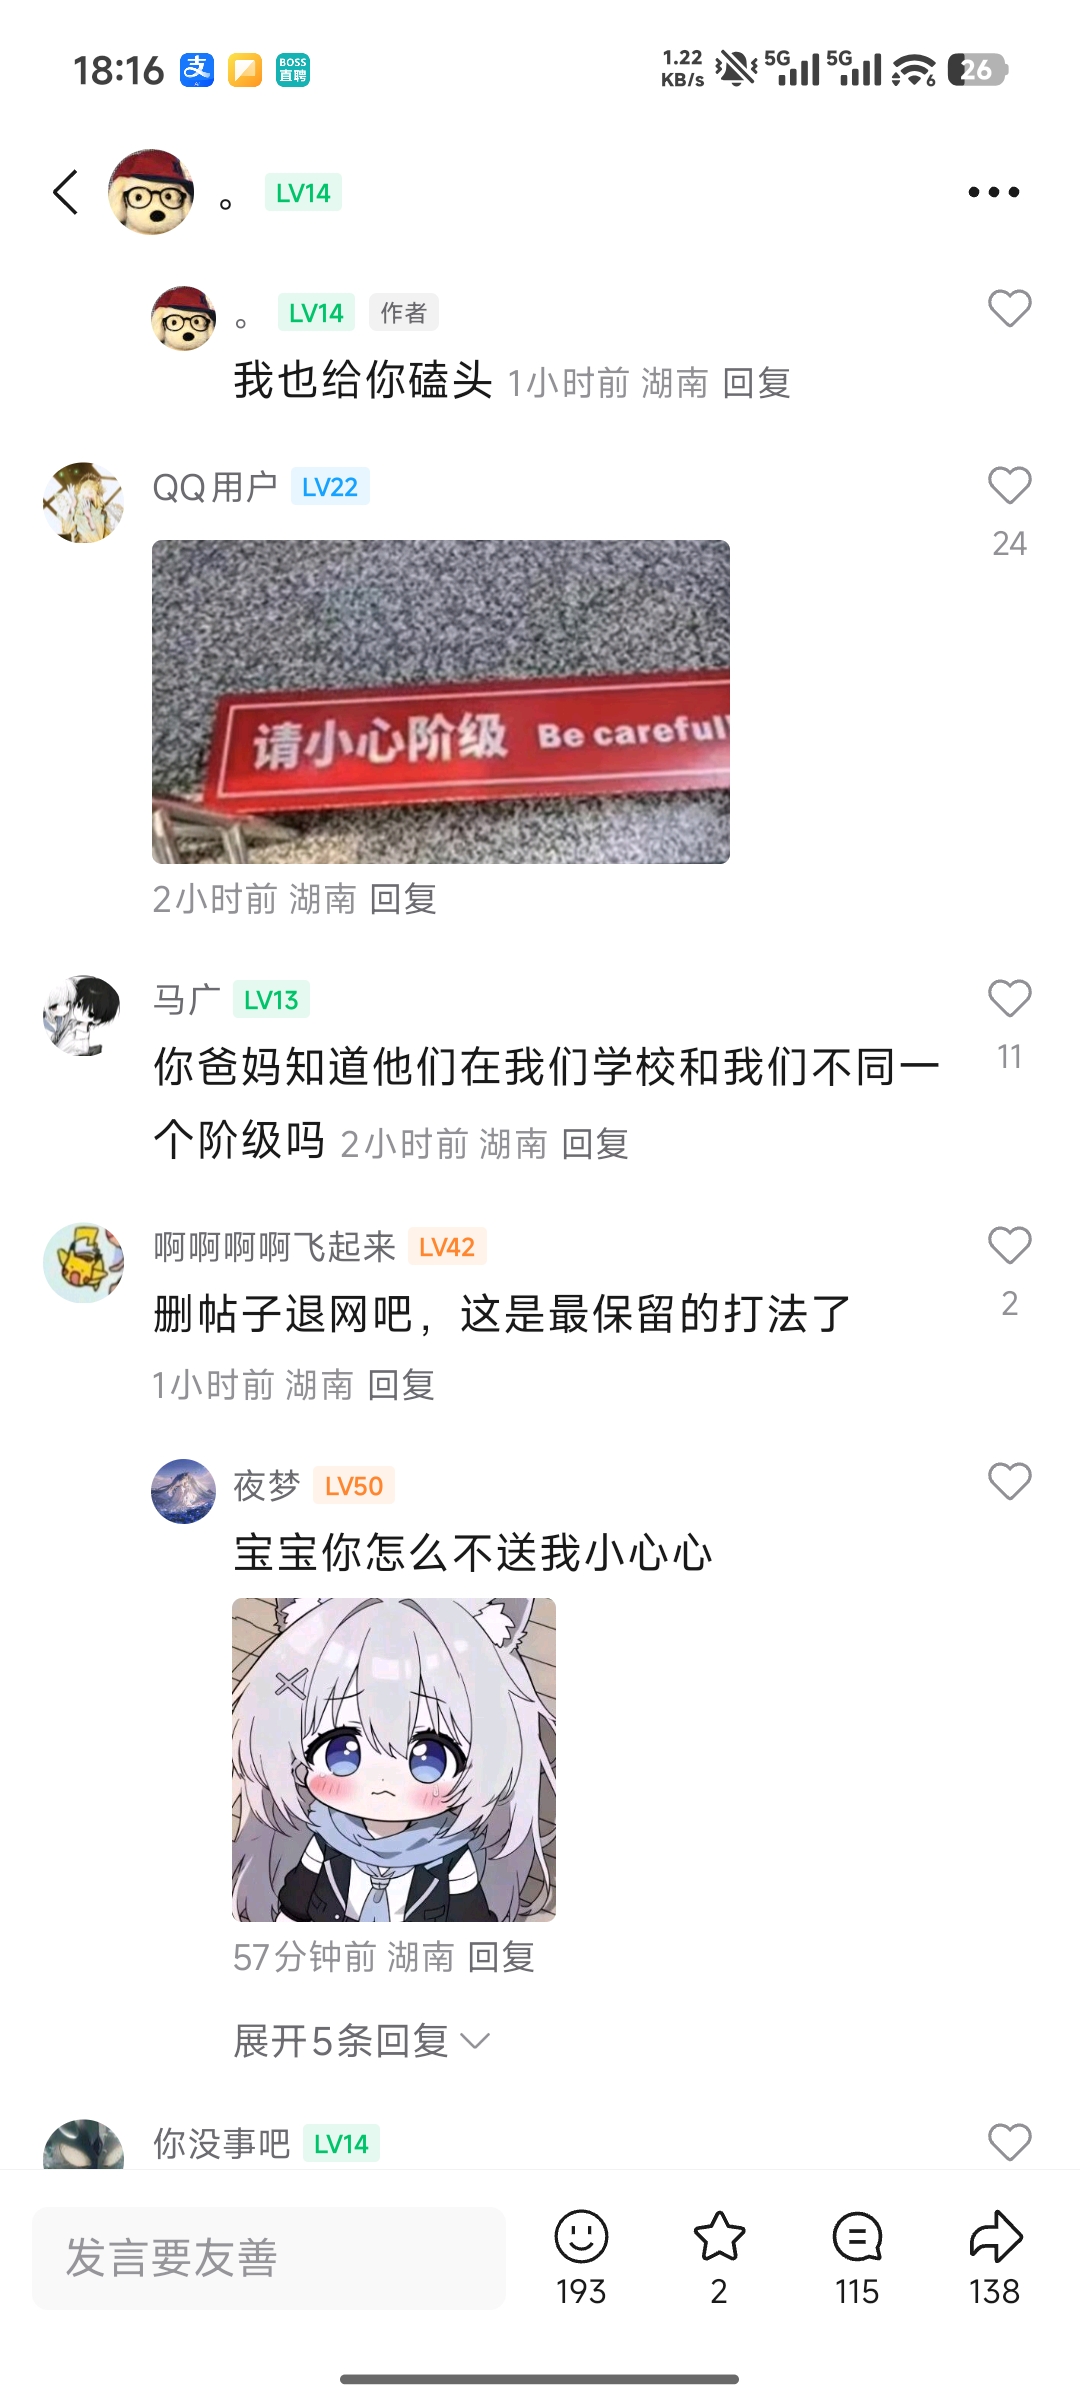 18:16
支
BOSS
直聘
1.22
KB/s
5G
5G
6
26
。 LV14
。 LV14 作者
我也给你磕头 1小时前 湖南 回复
QQ用户 LV22
24
请小心阶级 Be careful
2小时前 湖南 回复
马广 LV13
你爸妈知道他们在我们学校和我们不同一
11
个阶级吗 2小时前 湖南 回复
啊啊啊啊飞起来 LV42
删帖子退网吧，这是最保留的打法了
2
1小时前 湖南 回复
夜梦 LV50
宝宝你怎么不送我小心心
57分钟前 湖南 回复
展开5条回复
你没事吧 LV14
发言要友善
193
2
115
138